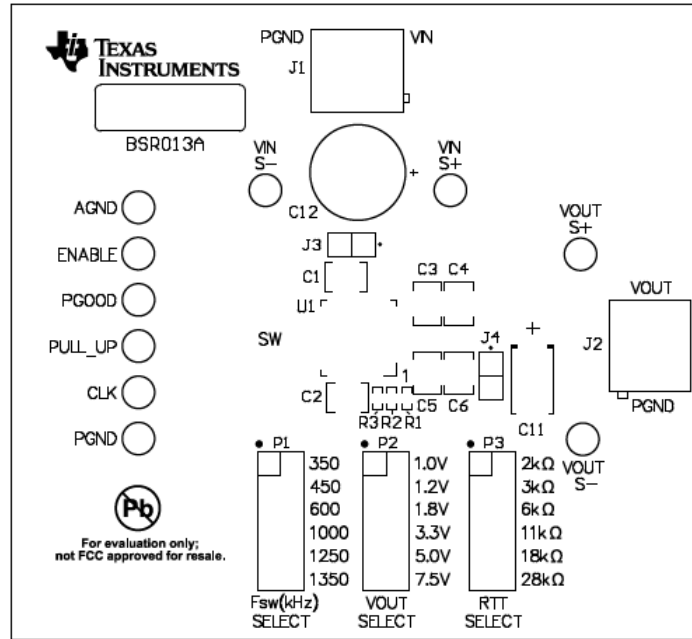 TEXAS
INSTRUMENTS
PGND
VIN
J1
BSR013A
VIN
S-
VIN
S+
+
C12
AGND
ENABLE
PGOOD
PULL_UP
CLK
PGND
J3
C1
U1
SW
C3 C4
C2
R3 R2 R1
1
C5 C6
J4
+
C11
VOUT
S+
VOUT
J2
PGND
VOUT
S-
P1
350
450
600
1000
1250
1350
Fsw(kHz)
SELECT
P2
1.0V
1.2V
1.8V
3.3V
5.0V
7.5V
VOUT
SELECT
P3
2kΩ
3kΩ
6kΩ
11kΩ
18kΩ
28kΩ
RTT
SELECT
Pb
For evaluation only;
not FCC approved for resale.